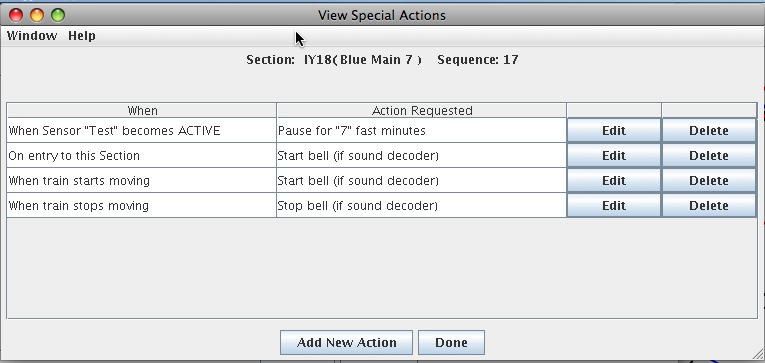 View Special Actions
Window Help
Section: IY18( Blue Main 7 ) Sequence: 17
When Action Requested
When Sensor "Test" becomes ACTIVE Pause for "7" fast minutes Edit Delete
On entry to this Section Start bell (if sound decoder) Edit Delete
When train starts moving Start bell (if sound decoder) Edit Delete
When train stops moving Stop bell (if sound decoder) Edit Delete
Add New Action Done